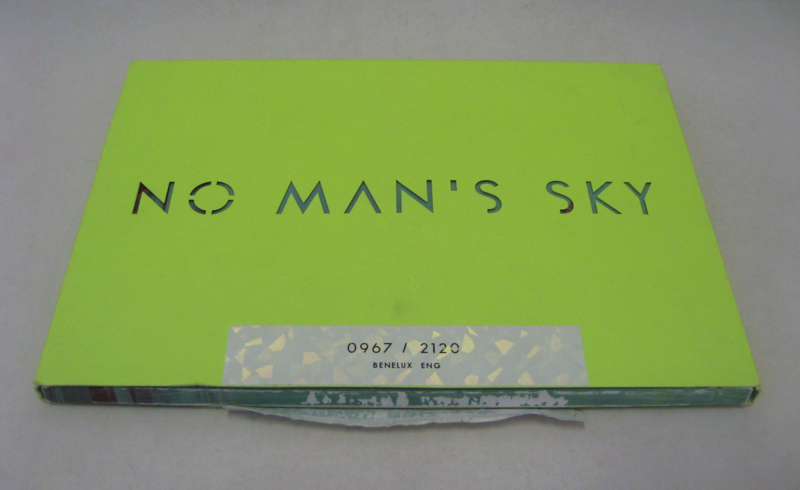 NO MAN'S SKY
0967 / 2120
BENELUX ENG